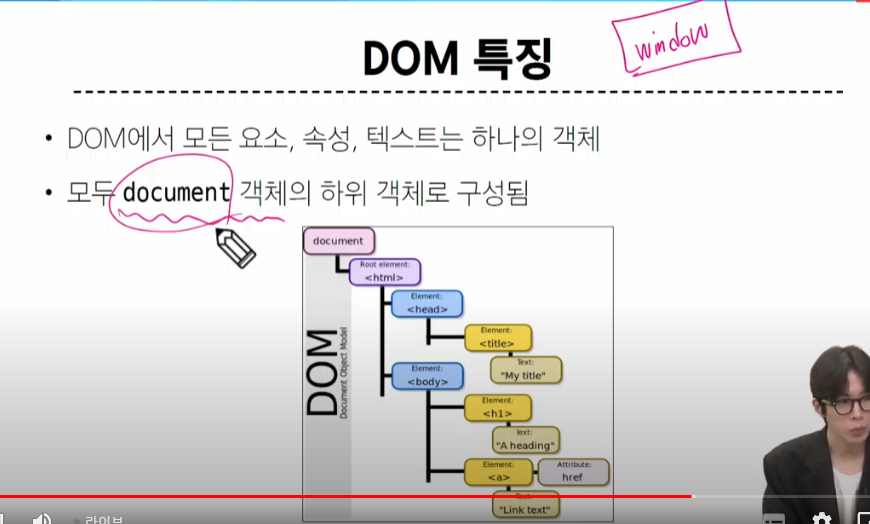 window
DOM 특징
• DOM에서 모든 요소, 속성, 텍스트는 하나의 객체
• 모두 document 객체의 하위 객체로 구성됨
document
Root element:
<html>
Element:
<head>
Element:
<title>
Text:
"My title"
DOM
Document Object Model
Element:
<body>
Element:
<h1>
Text:
"A heading"
Element:
<a>
Attribute:
href
"Link text"
라이브